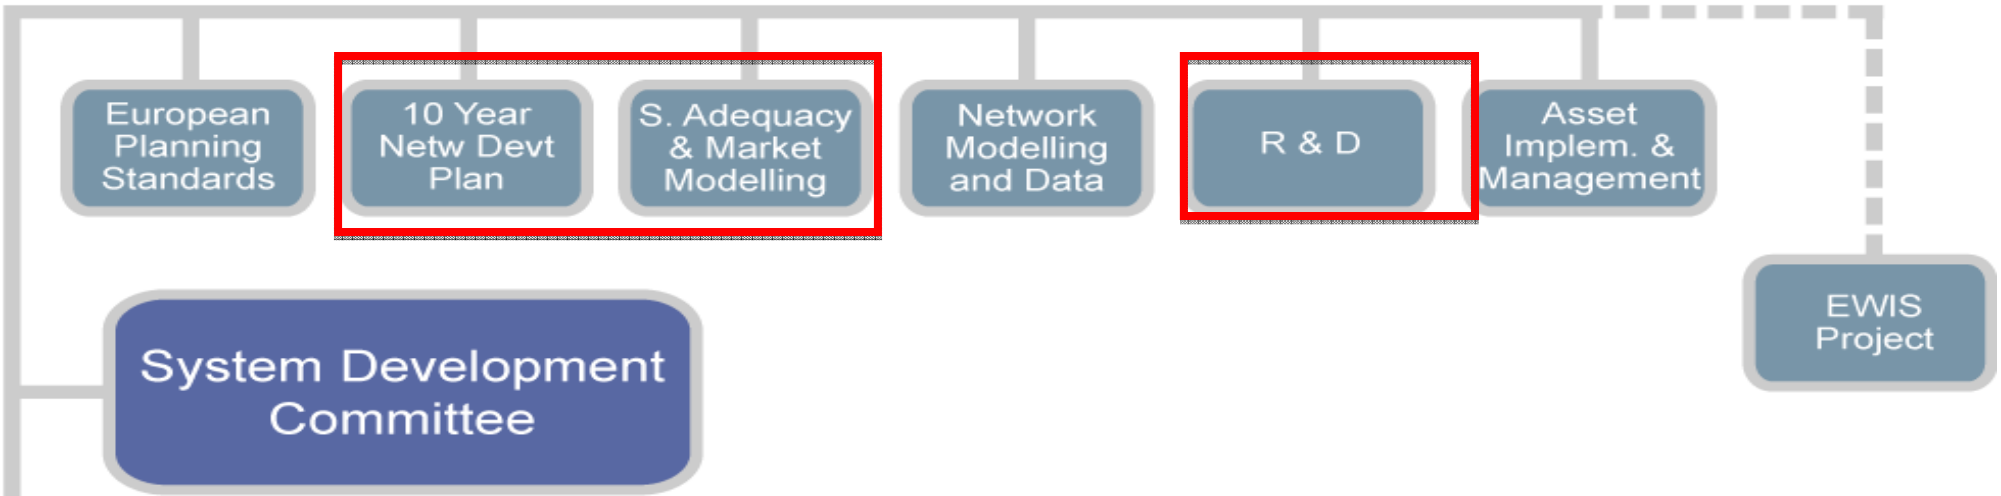 European
Planning
Standards
10 Year
Netw Devt
Plan
S. Adequacy
& Market
Modelling
Network
Modelling
and Data
R & D
Asset
Implem. &
Management
EWIS
Project
System Development
Committee